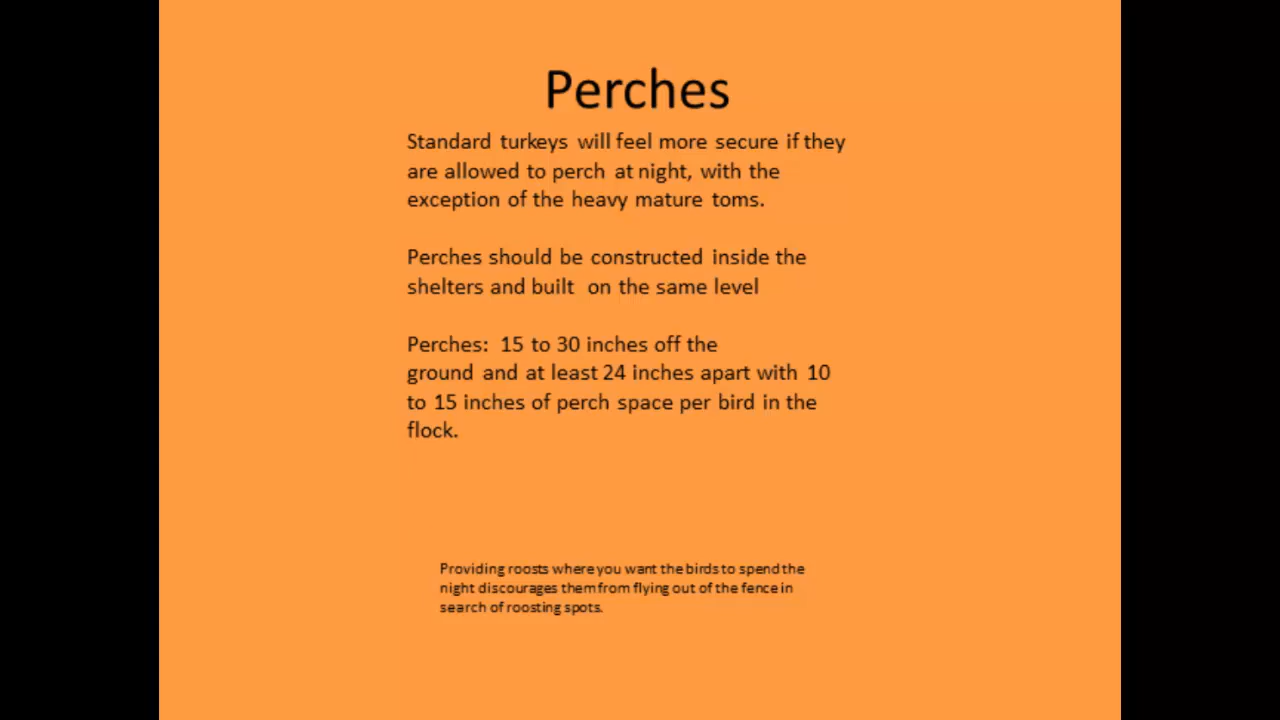 Perches
Standard turkeys will feel more secure if they
are allowed to perch at night, with the
exception of the heavy mature toms.
Perches should be constructed inside the
shelters and built on the same level
Perches: 15 to 30 inches off the
ground and at least 24 inches apart with 10
to 15 inches of perch space per bird in the
flock.
Providing roosts where you want the birds to spend the
night discourages them from flying out of the fence in
search of roosting spots.